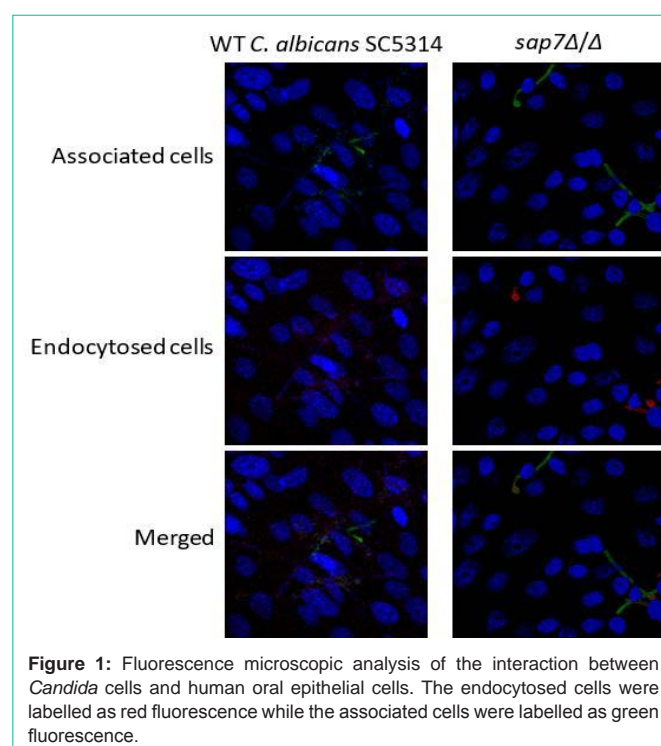 WT C. albicans SC5314 sap7Δ/Δ
Associated cells
Endocytosed cells
Merged
Figure 1: Fluorescence microscopic analysis of the interaction between
Candida cells and human oral epithelial cells. The endocytosed cells were
labelled as red fluorescence while the associated cells were labelled as green
fluorescence.